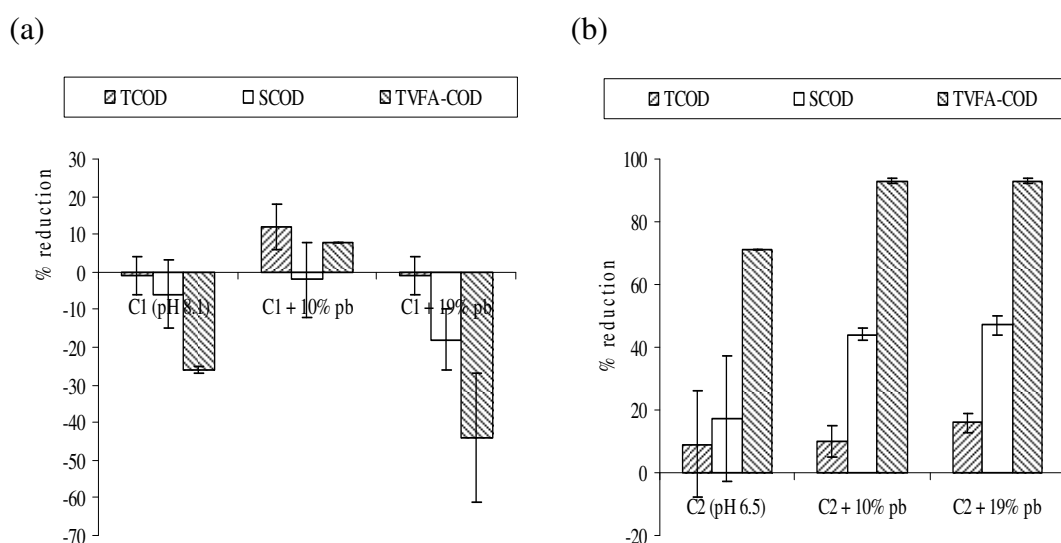 (a)
TCOD SCOD TVFA-COD
% reduction
30
20
10
0
-10
-20
-30
-40
-50
-60
-70
C1 (pH 8.1) C1 + 10% pb C1 + 19% pb
(b)
TCOD SCOD TVFA-COD
% reduction
100
80
60
40
20
0
-20
C2 (pH 6.5) C2 + 10% pb C2 + 19% pb